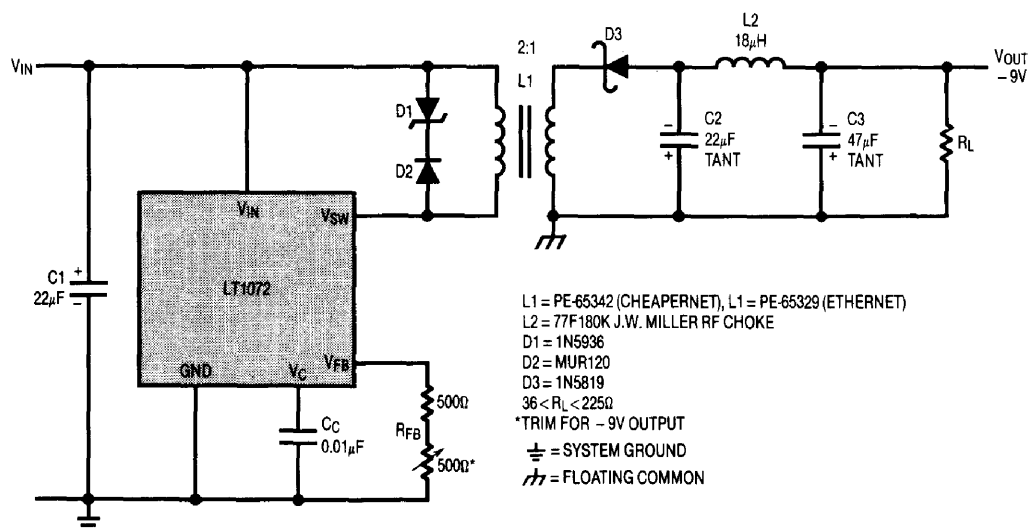 VIN
C1
22µF
+
−
VIN
VSW
LT1072
GND
VC
VFB
CC
0.01µF
RFB
500Ω
500Ω*
D1
D2
2:1
L1
D3
L2
18µH
−
C2
22µF
+
TANT
−
C3
47µF
+
TANT
RL
VOUT
−9V
L1 = PE-65342 (CHEAPERNET), L1 = PE-65329 (ETHERNET)
L2 = 77F180K J.W. MILLER RF CHOKE
D1 = 1N5936
D2 = MUR120
D3 = 1N5819
36 < RL < 225Ω
*TRIM FOR −9V OUTPUT
= SYSTEM GROUND
= FLOATING COMMON